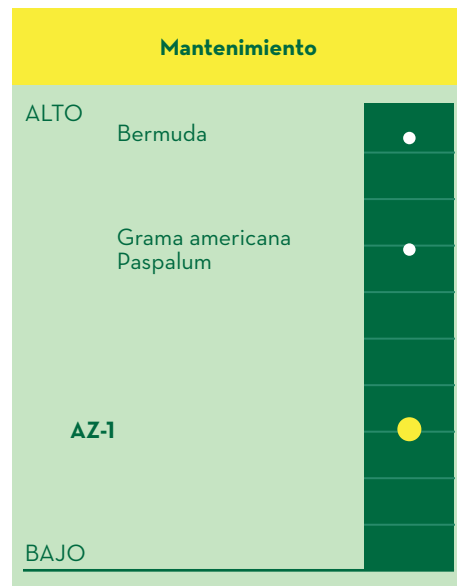 Mantenimiento
ALTO
Bermuda
Grama americana
Paspalum
AZ-1
BAJO